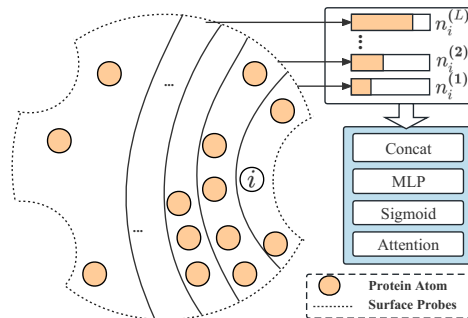 n_i^{(L)}
...
n_i^{(2)}
n_i^{(1)}
...
i
...
Concat
MLP
Sigmoid
Attention
Protein Atom
Surface Probes